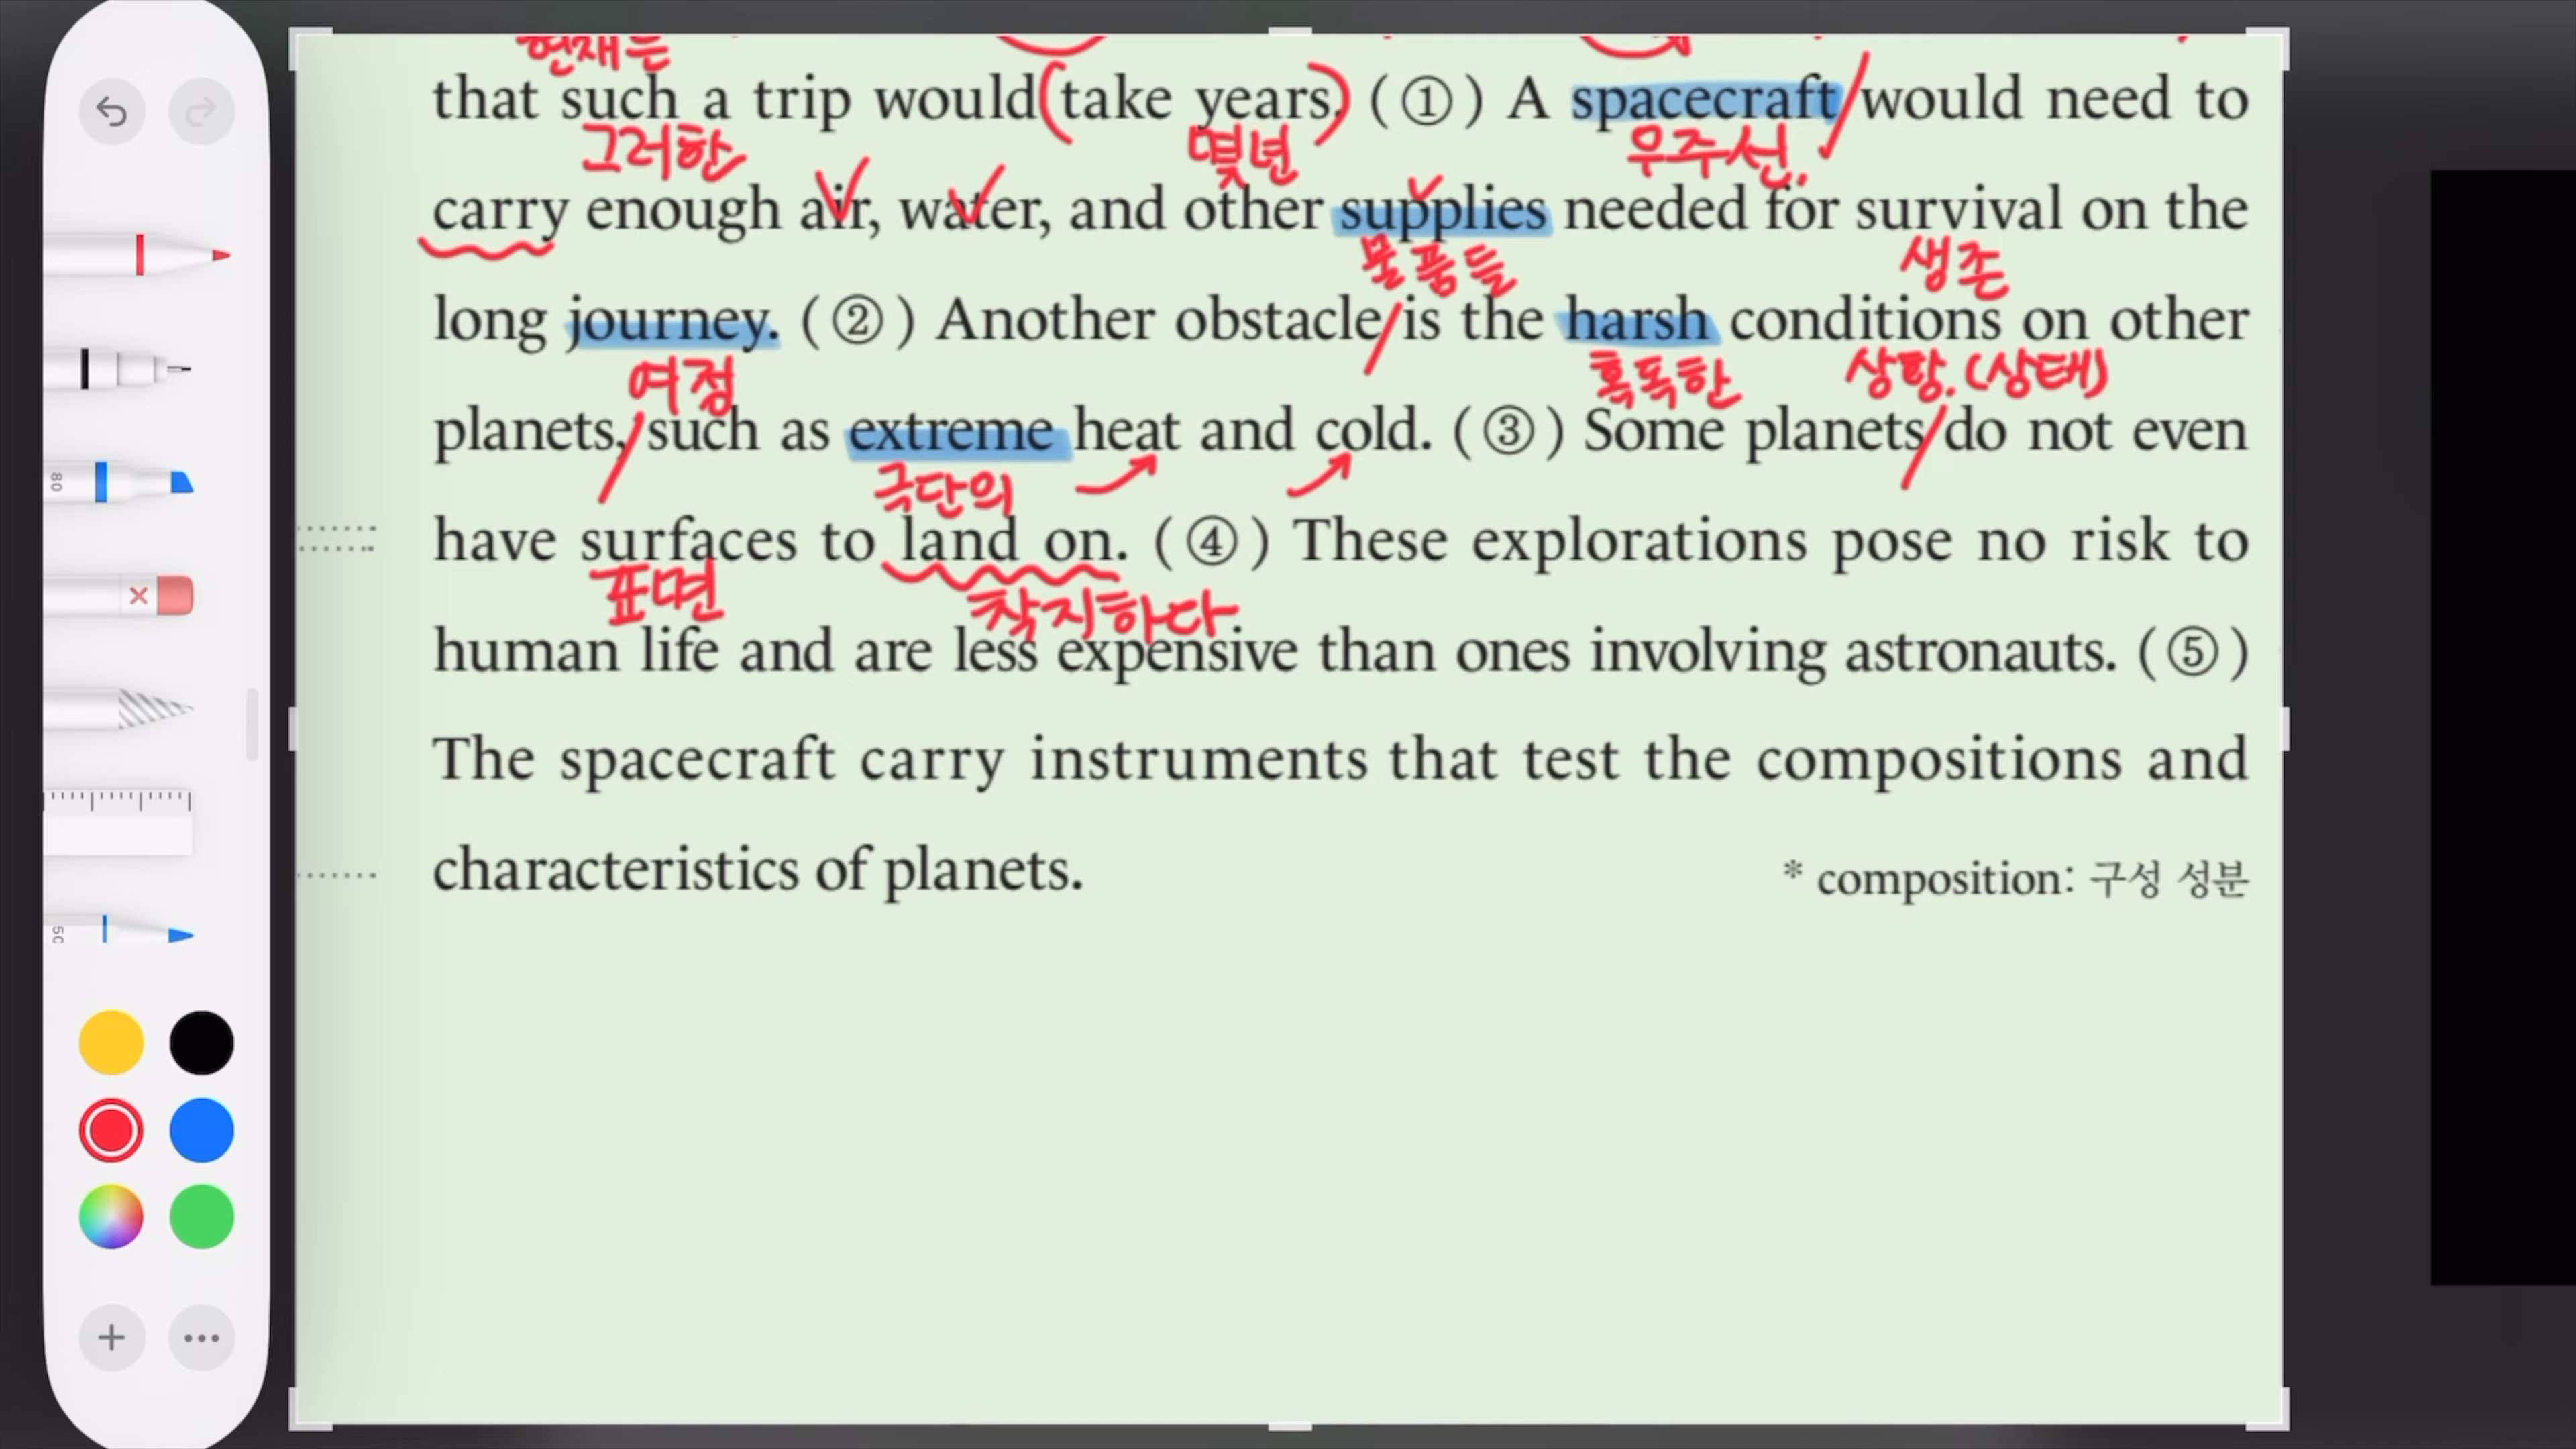 현재는
that such a trip would (take years.) ( ① ) A spacecraft / would need to
그러한 몇년 우주선.
carry enough air, water, and other supplies needed for survival on the
물품들 생존
long journey. ( ② ) Another obstacle / is the harsh conditions on other
여정 혹독한 상황.(상태)
planets, / such as extreme heat and cold. ( ③ ) Some planets / do not even
극단의
have surfaces to land on. ( ④ ) These explorations pose no risk to
표면 착지하다
human life and are less expensive than ones involving astronauts. ( ⑤ )
The spacecraft carry instruments that test the compositions and
characteristics of planets.
* composition: 구성 성분
80
50